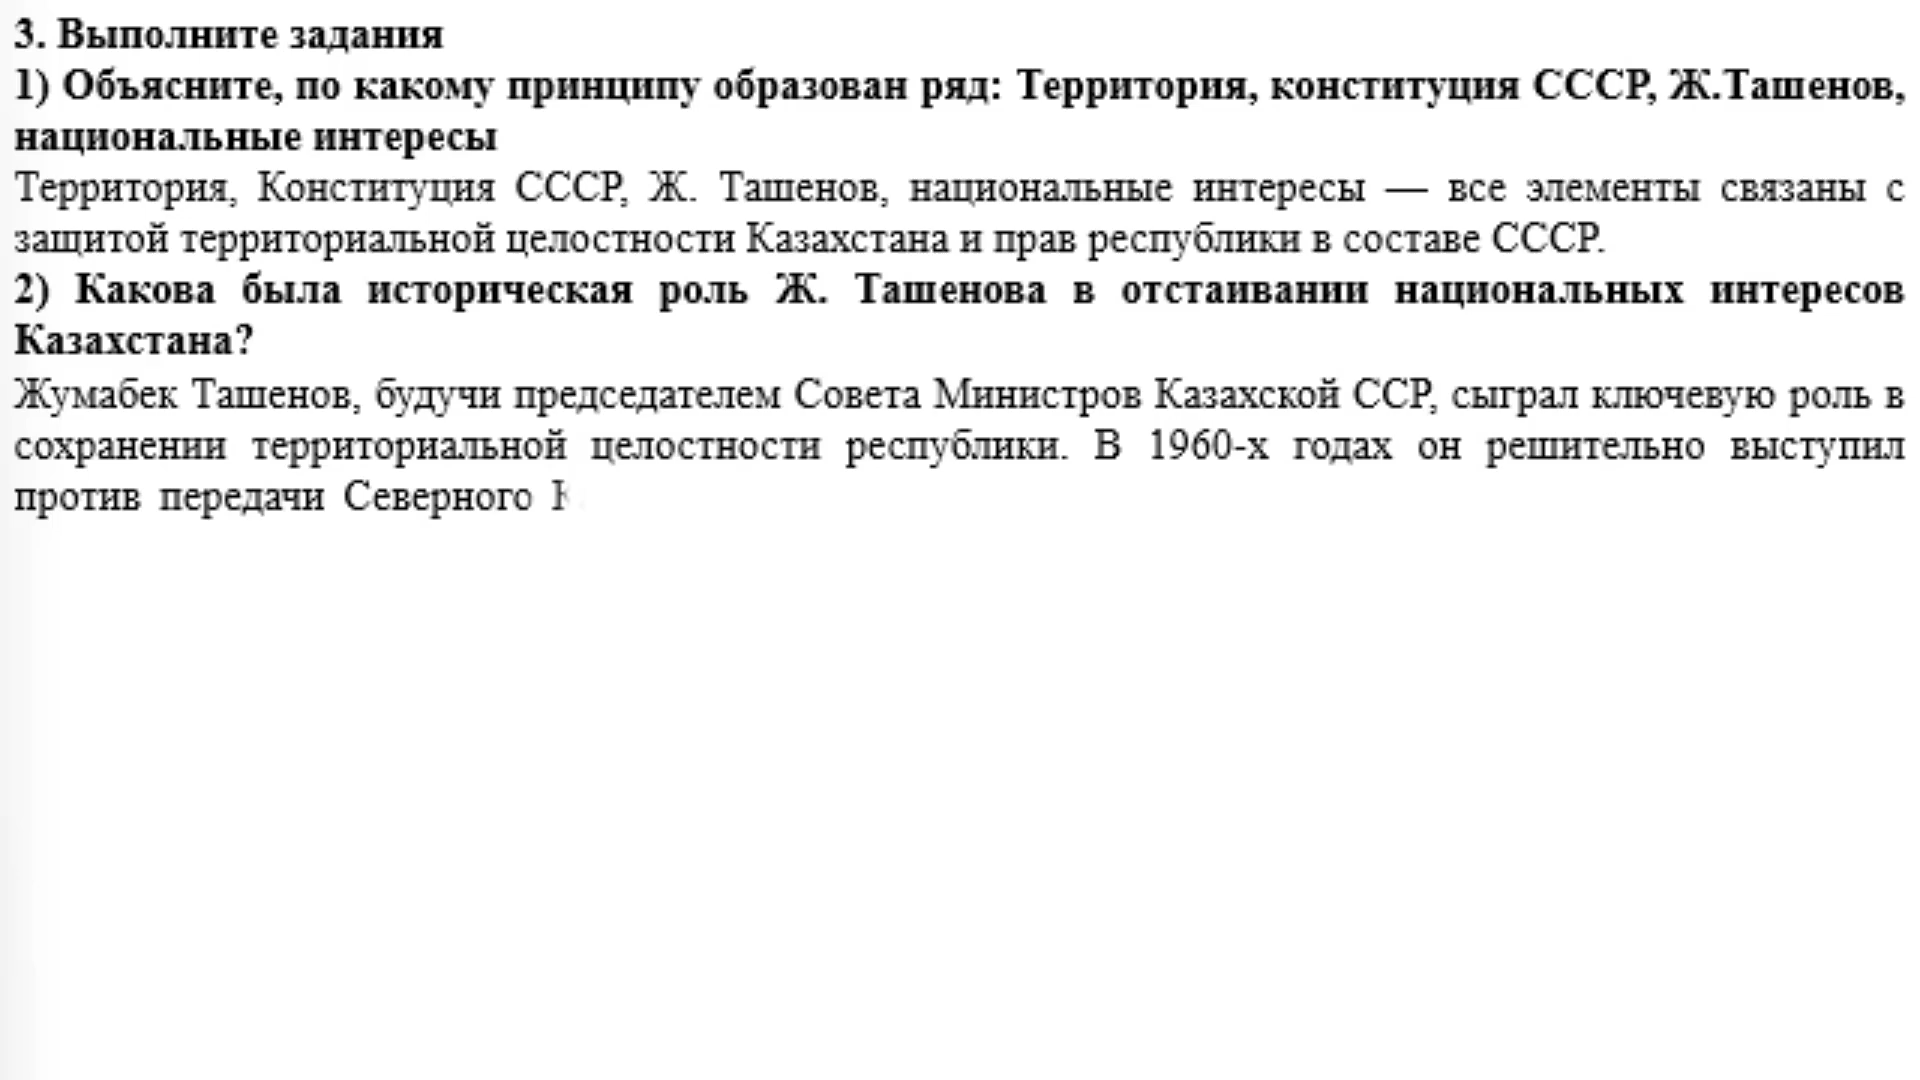 3. Выполните задания
1) Объясните, по какому принципу образован ряд: Территория, конституция СССР, Ж.Ташенов,
национальные интересы
Территория, Конституция СССР, Ж. Ташенов, национальные интересы — все элементы связаны с
защитой территориальной целостности Казахстана и прав республики в составе СССР.
2) Какова была историческая роль Ж. Ташенова в отстаивании национальных интересов
Казахстана?
Жумабек Ташенов, будучи председателем Совета Министров Казахской ССР, сыграл ключевую роль в
сохранении территориальной целостности республики. В 1960-х годах он решительно выступил
против передачи Северного